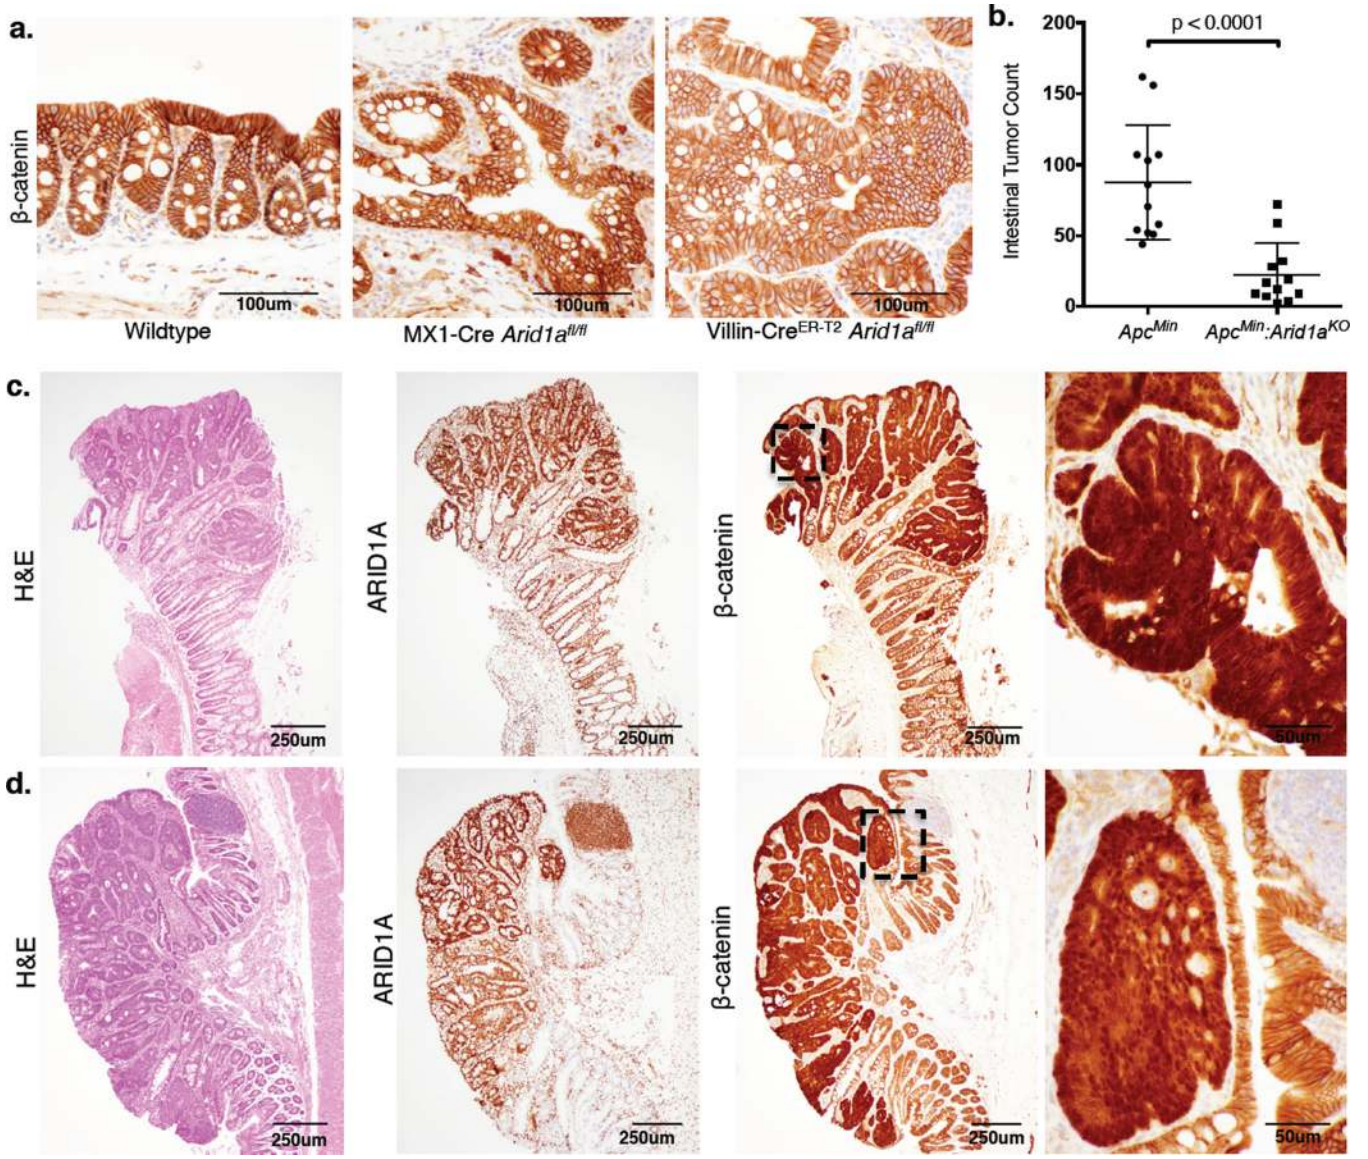 a.
β-catenin
100um
100um
100um
Wildtype
MX1-Cre Arid1a^fl/fl
Villin-Cre^ER-T2 Arid1a^fl/fl
b.
p < 0.0001
Intestinal Tumor Count
200
150
100
50
0
Apc^Min
Apc^Min:Arid1a^KO
c.
H&E
250um
ARID1A
250um
β-catenin
250um
50um
d.
H&E
250um
ARID1A
250um
β-catenin
250um
50um